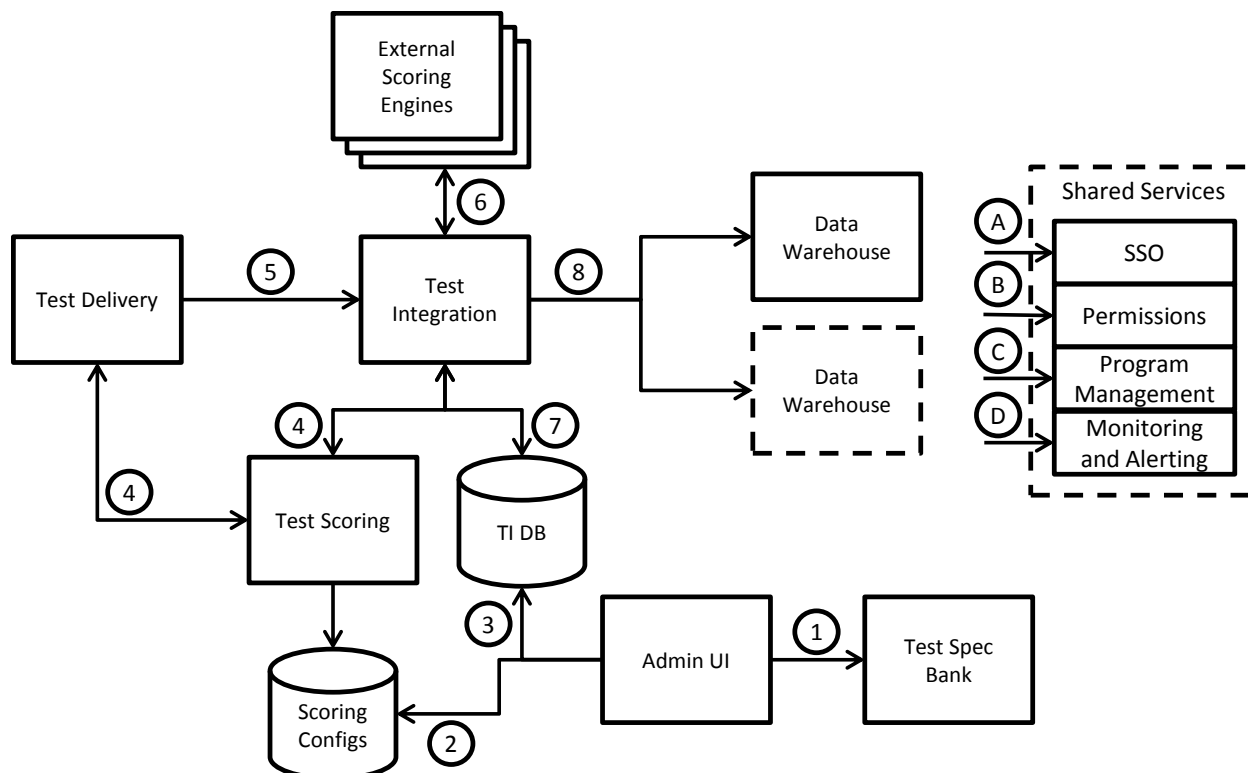 External
Scoring
Engines
6
Test Delivery
5
Test
Integration
8
Data
Warehouse
Data
Warehouse
Shared Services
A
SSO
B
Permissions
C
Program
Management
D
Monitoring
and Alerting
4
7
4
Test Scoring
TI DB
3
Admin UI
1
Test Spec
Bank
Scoring
Configs
2